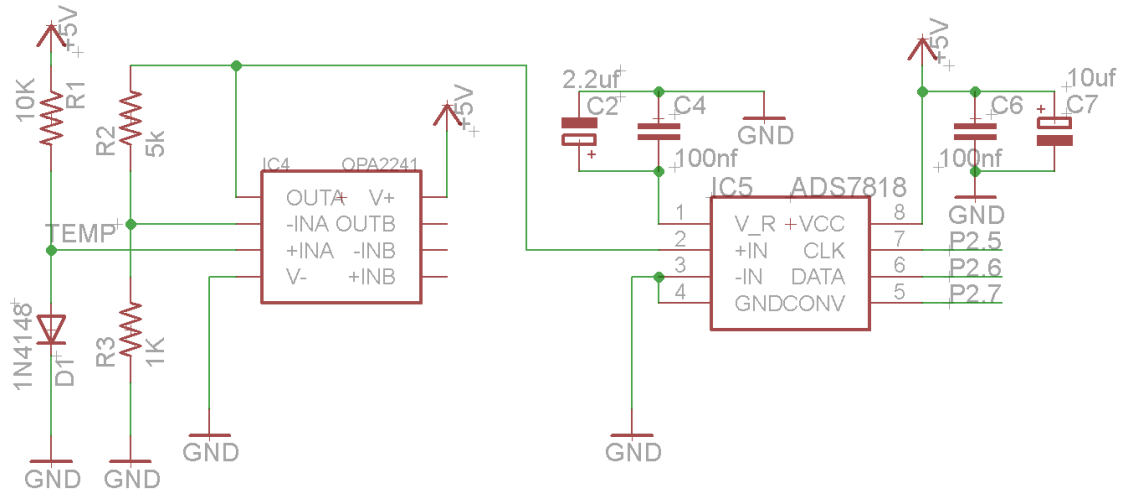 +5V
10K
R1
R2
5k
TEMP
1N4148
D1
R3
1K
GND
GND
GND
IC4
OPA2241
OUTA
V+
-INA
OUTB
+INA
-INB
V-
+INB
+5V
2.2uf
C2
C4
100nf
GND
IC5
ADS7818
1
V_R
VCC
8
2
+IN
CLK
7
P2.5
3
-IN
DATA
6
P2.6
4
GND
CONV
5
P2.7
GND
+5V
C6
100nf
10uf
C7
GND